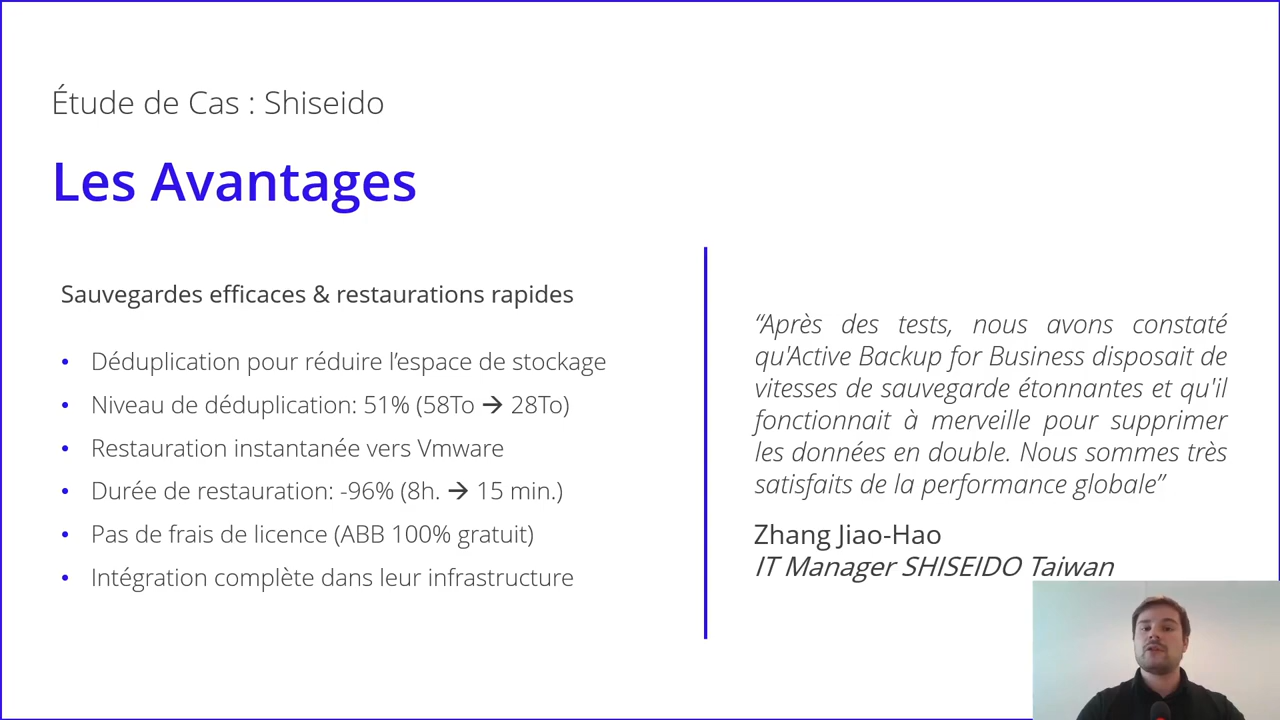 Étude de Cas : Shiseido
Les Avantages
Sauvegardes efficaces & restaurations rapides
• Déduplication pour réduire l’espace de stockage
• Niveau de déduplication: 51% (58To → 28To)
• Restauration instantanée vers Vmware
• Durée de restauration: -96% (8h. → 15 min.)
• Pas de frais de licence (ABB 100% gratuit)
• Intégration complète dans leur infrastructure
“Après des tests, nous avons constaté
qu'Active Backup for Business disposait de
vitesses de sauvegarde étonnantes et qu'il
fonctionnait à merveille pour supprimer
les données en double. Nous sommes très
satisfaits de la performance globale”
Zhang Jiao-Hao
IT Manager SHISEIDO Taiwan